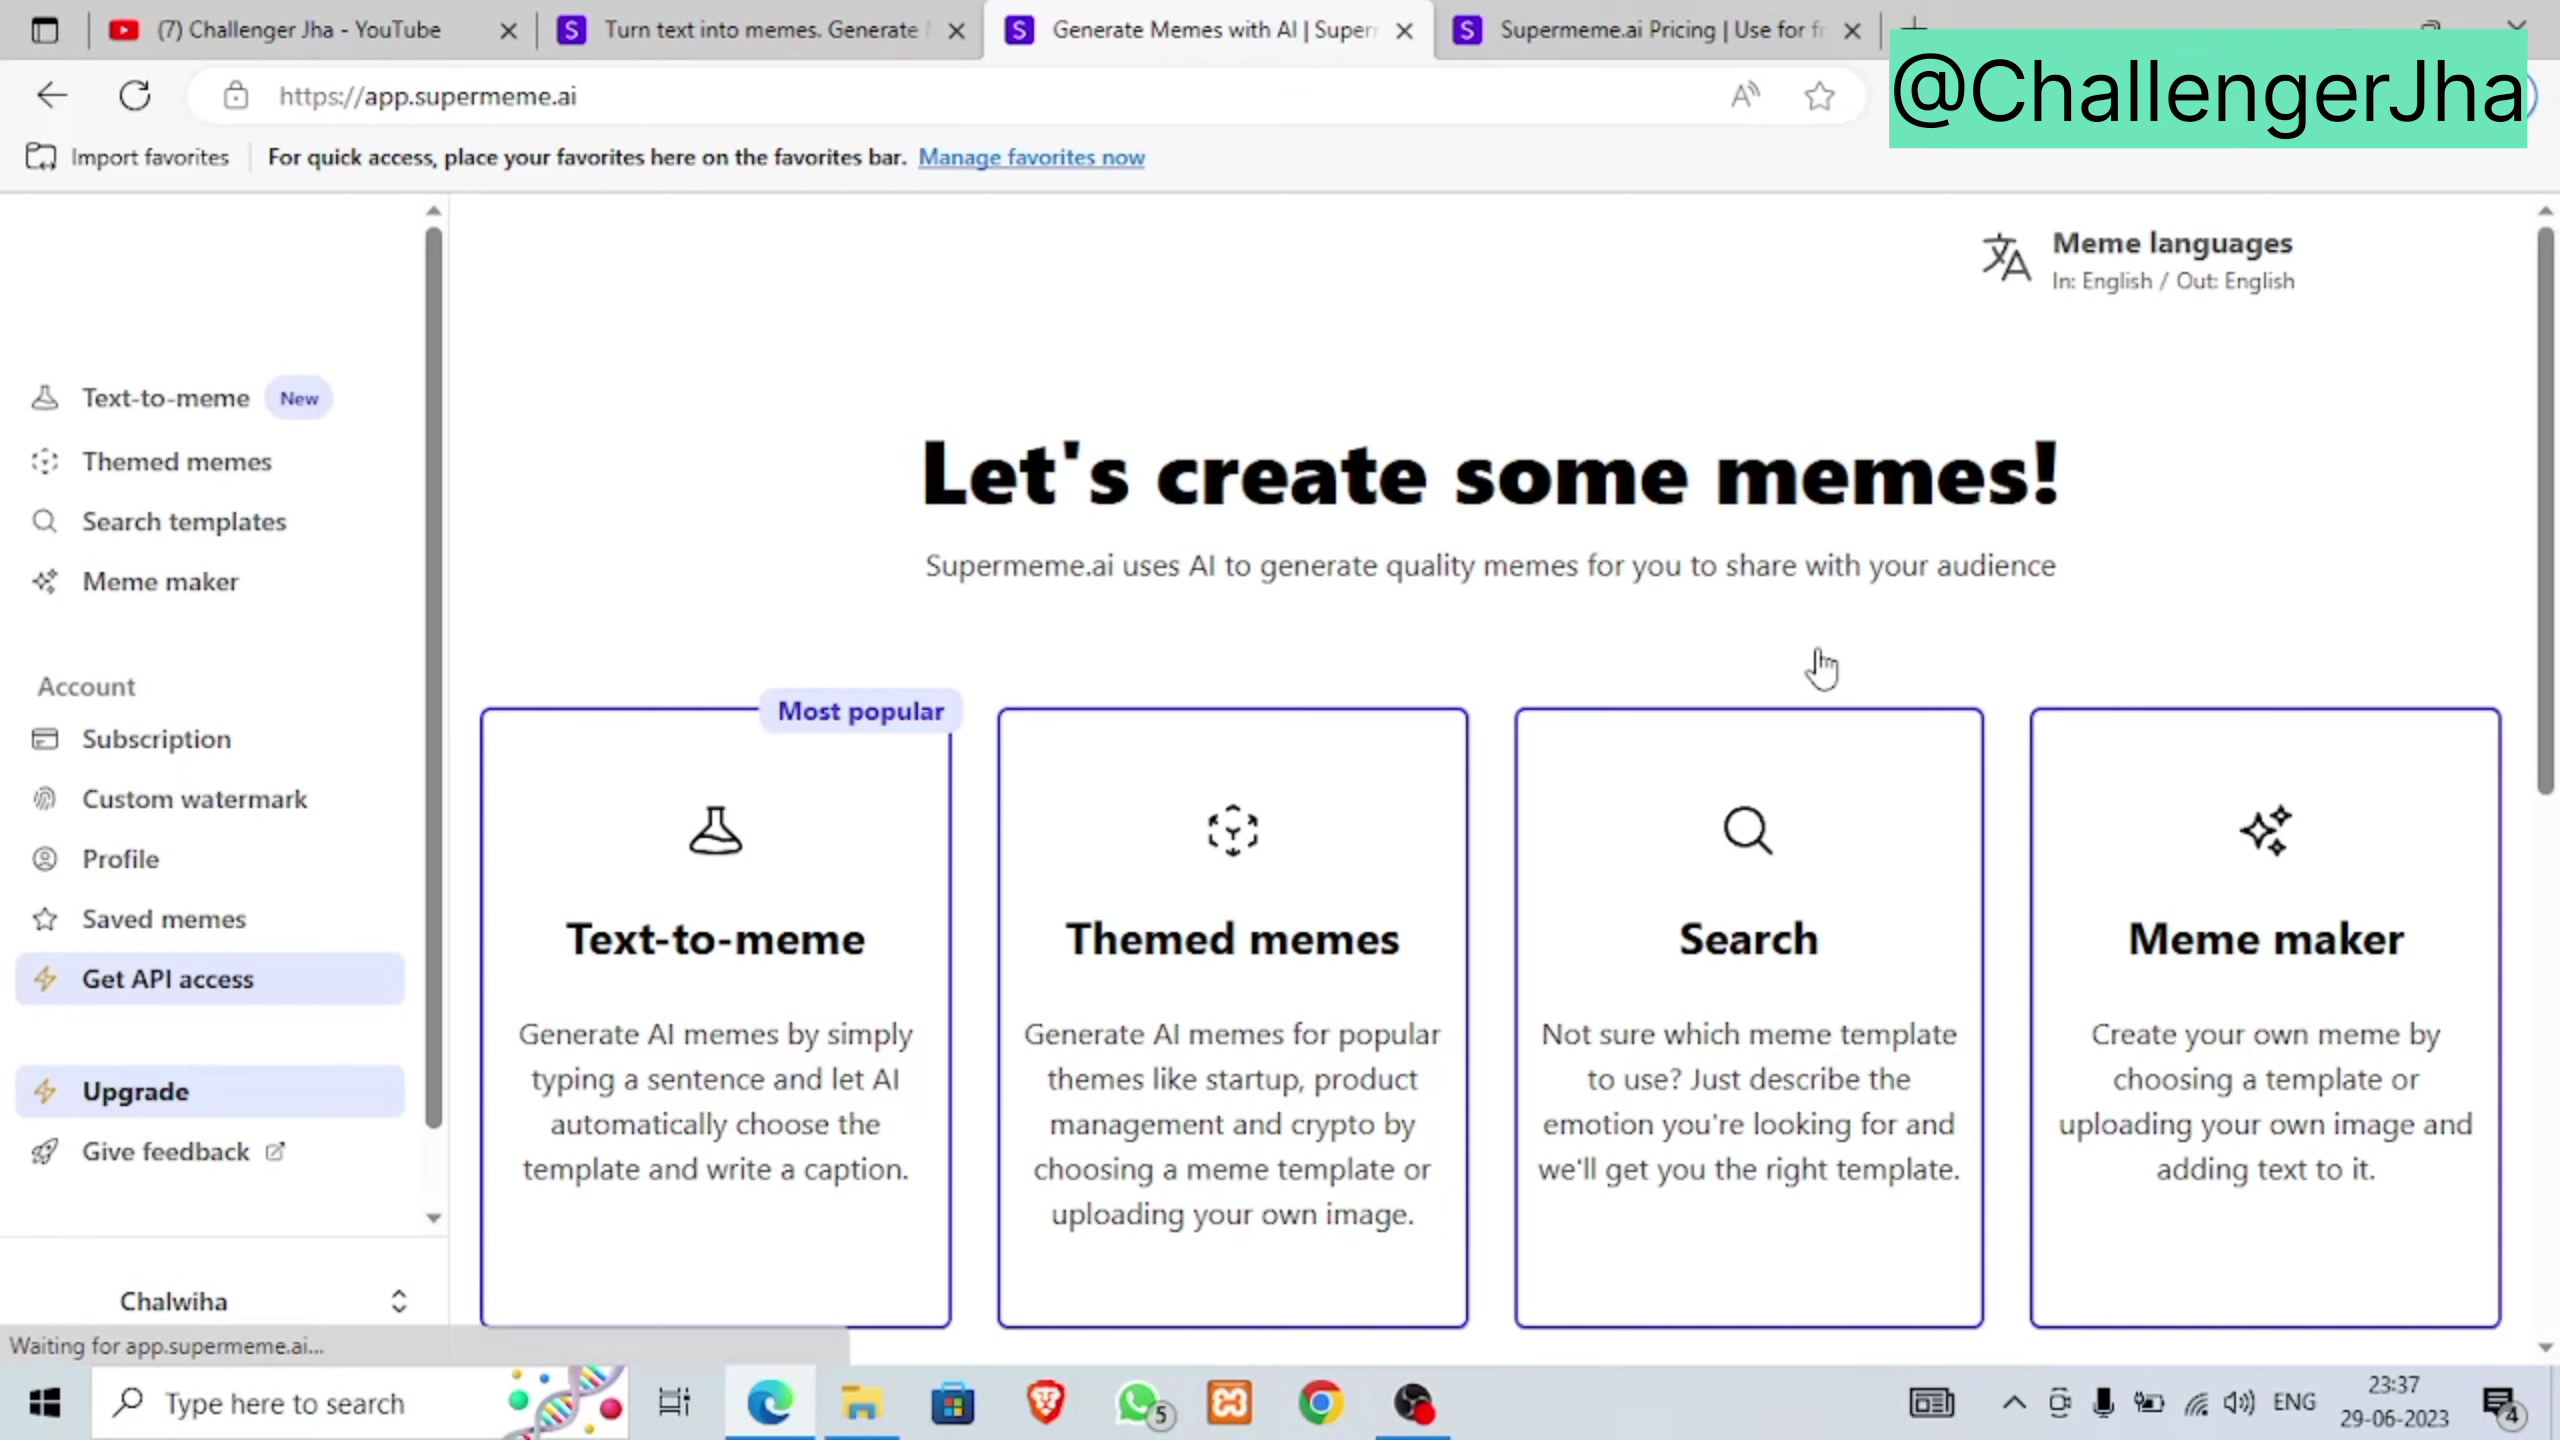 (7) Challenger Jha - YouTube
Turn text into memes. Generate
Generate Memes with AI | Super
Supermeme.ai Pricing | Use for fr
@ChallengerJha
https://app.supermeme.ai
Import favorites
For quick access, place your favorites here on the favorites bar. Manage favorites now
Meme languages
In: English / Out: English
Text-to-meme New
Themed memes
Search templates
Meme maker
Account
Subscription
Custom watermark
Profile
Saved memes
Get API access
Upgrade
Give feedback
Chalwiha
Let's create some memes!
Supermeme.ai uses AI to generate quality memes for you to share with your audience
Most popular
Text-to-meme
Generate AI memes by simply
typing a sentence and let AI
automatically choose the
template and write a caption.
Themed memes
Generate AI memes for popular
themes like startup, product
management and crypto by
choosing a meme template or
uploading your own image.
Search
Not sure which meme template
to use? Just describe the
emotion you're looking for and
we'll get you the right template.
Meme maker
Create your own meme by
choosing a template or
uploading your own image and
adding text to it.
Waiting for app.supermeme.ai...
Type here to search
5
ENG
23:37
29-06-2023
4